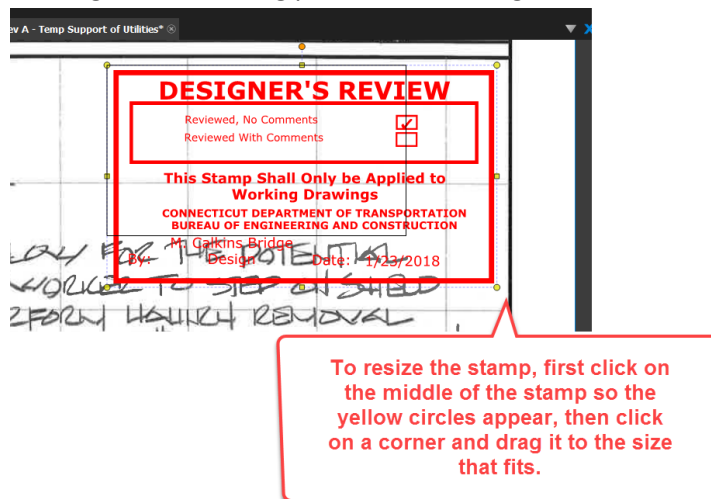 ev A - Temp Support of Utilities*
DESIGNER'S REVIEW
Reviewed, No Comments
Reviewed With Comments
This Stamp Shall Only be Applied to
Working Drawings
CONNECTICUT DEPARTMENT OF TRANSPORTATION
BUREAU OF ENGINEERING AND CONSTRUCTION
M. Calkins Bridge
By: Design Date: 1/23/2018
FOR THE POTENTIAL
WORKER TO STEP ON SHIELD
HAUNCH REMOVAL
To resize the stamp, first click on
the middle of the stamp so the
yellow circles appear, then click
on a corner and drag it to the size
that fits.